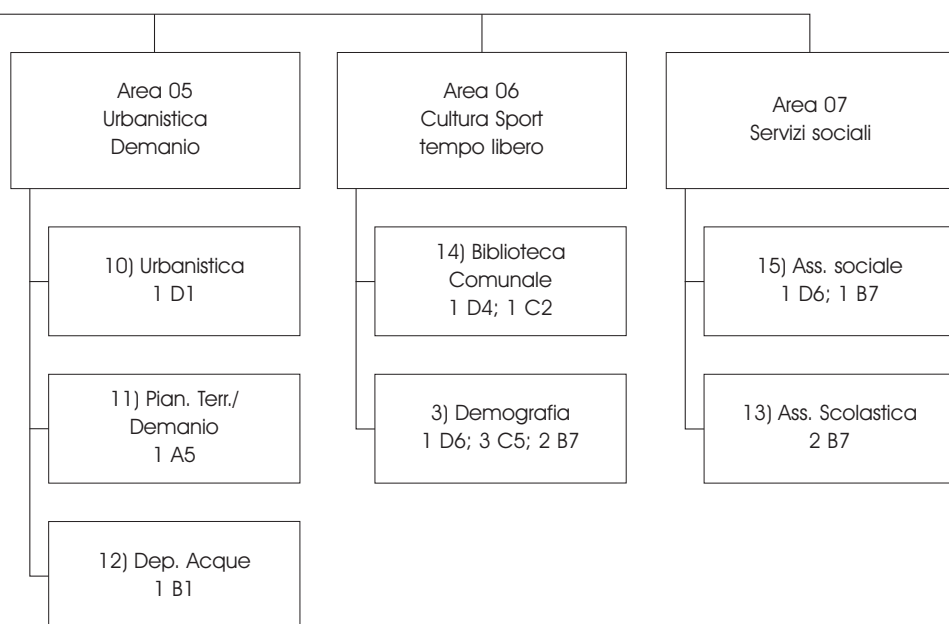 Area 05
Urbanistica
Demanio
10) Urbanistica
1 D1
11) Pian. Terr./
Demanio
1 A5
12) Dep. Acque
1 B1
Area 06
Cultura Sport
tempo libero
14) Biblioteca
Comunale
1 D4; 1 C2
3) Demografia
1 D6; 3 C5; 2 B7
Area 07
Servizi sociali
15) Ass. sociale
1 D6; 1 B7
13) Ass. Scolastica
2 B7